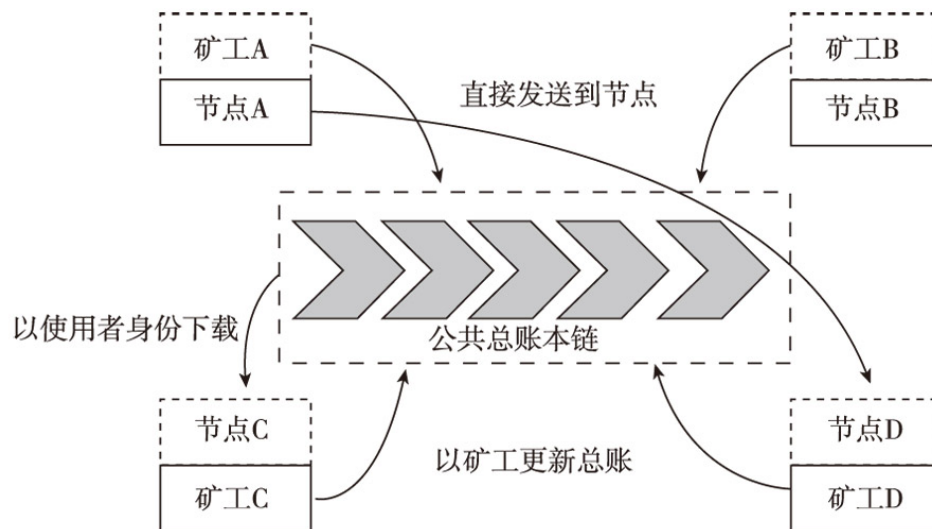 矿工A
矿工B
节点A
直接发送到节点
节点B
以使用者身份下载
公共总账本链
节点C
节点D
以矿工更新总账
矿工C
矿工D